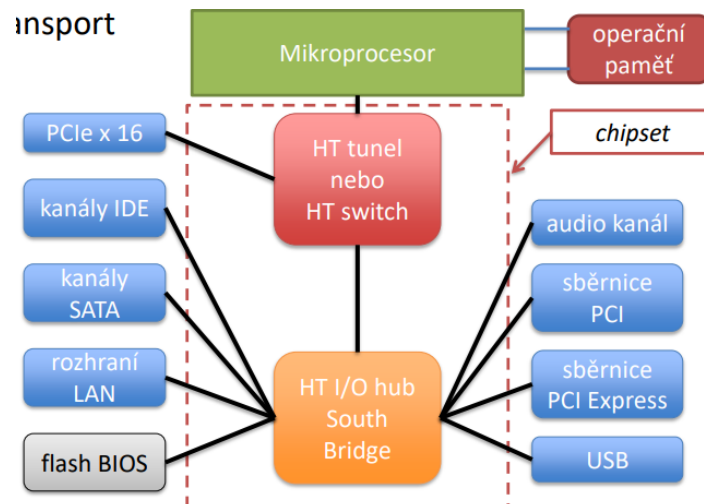 ansport
Mikroprocesor
operační
paměť
PCIe x 16
HT tunel
nebo
HT switch
chipset
kanály IDE
audio kanál
kanály
SATA
sběrnice
PCI
rozhraní
LAN
HT I/O hub
South
Bridge
sběrnice
PCI Express
flash BIOS
USB